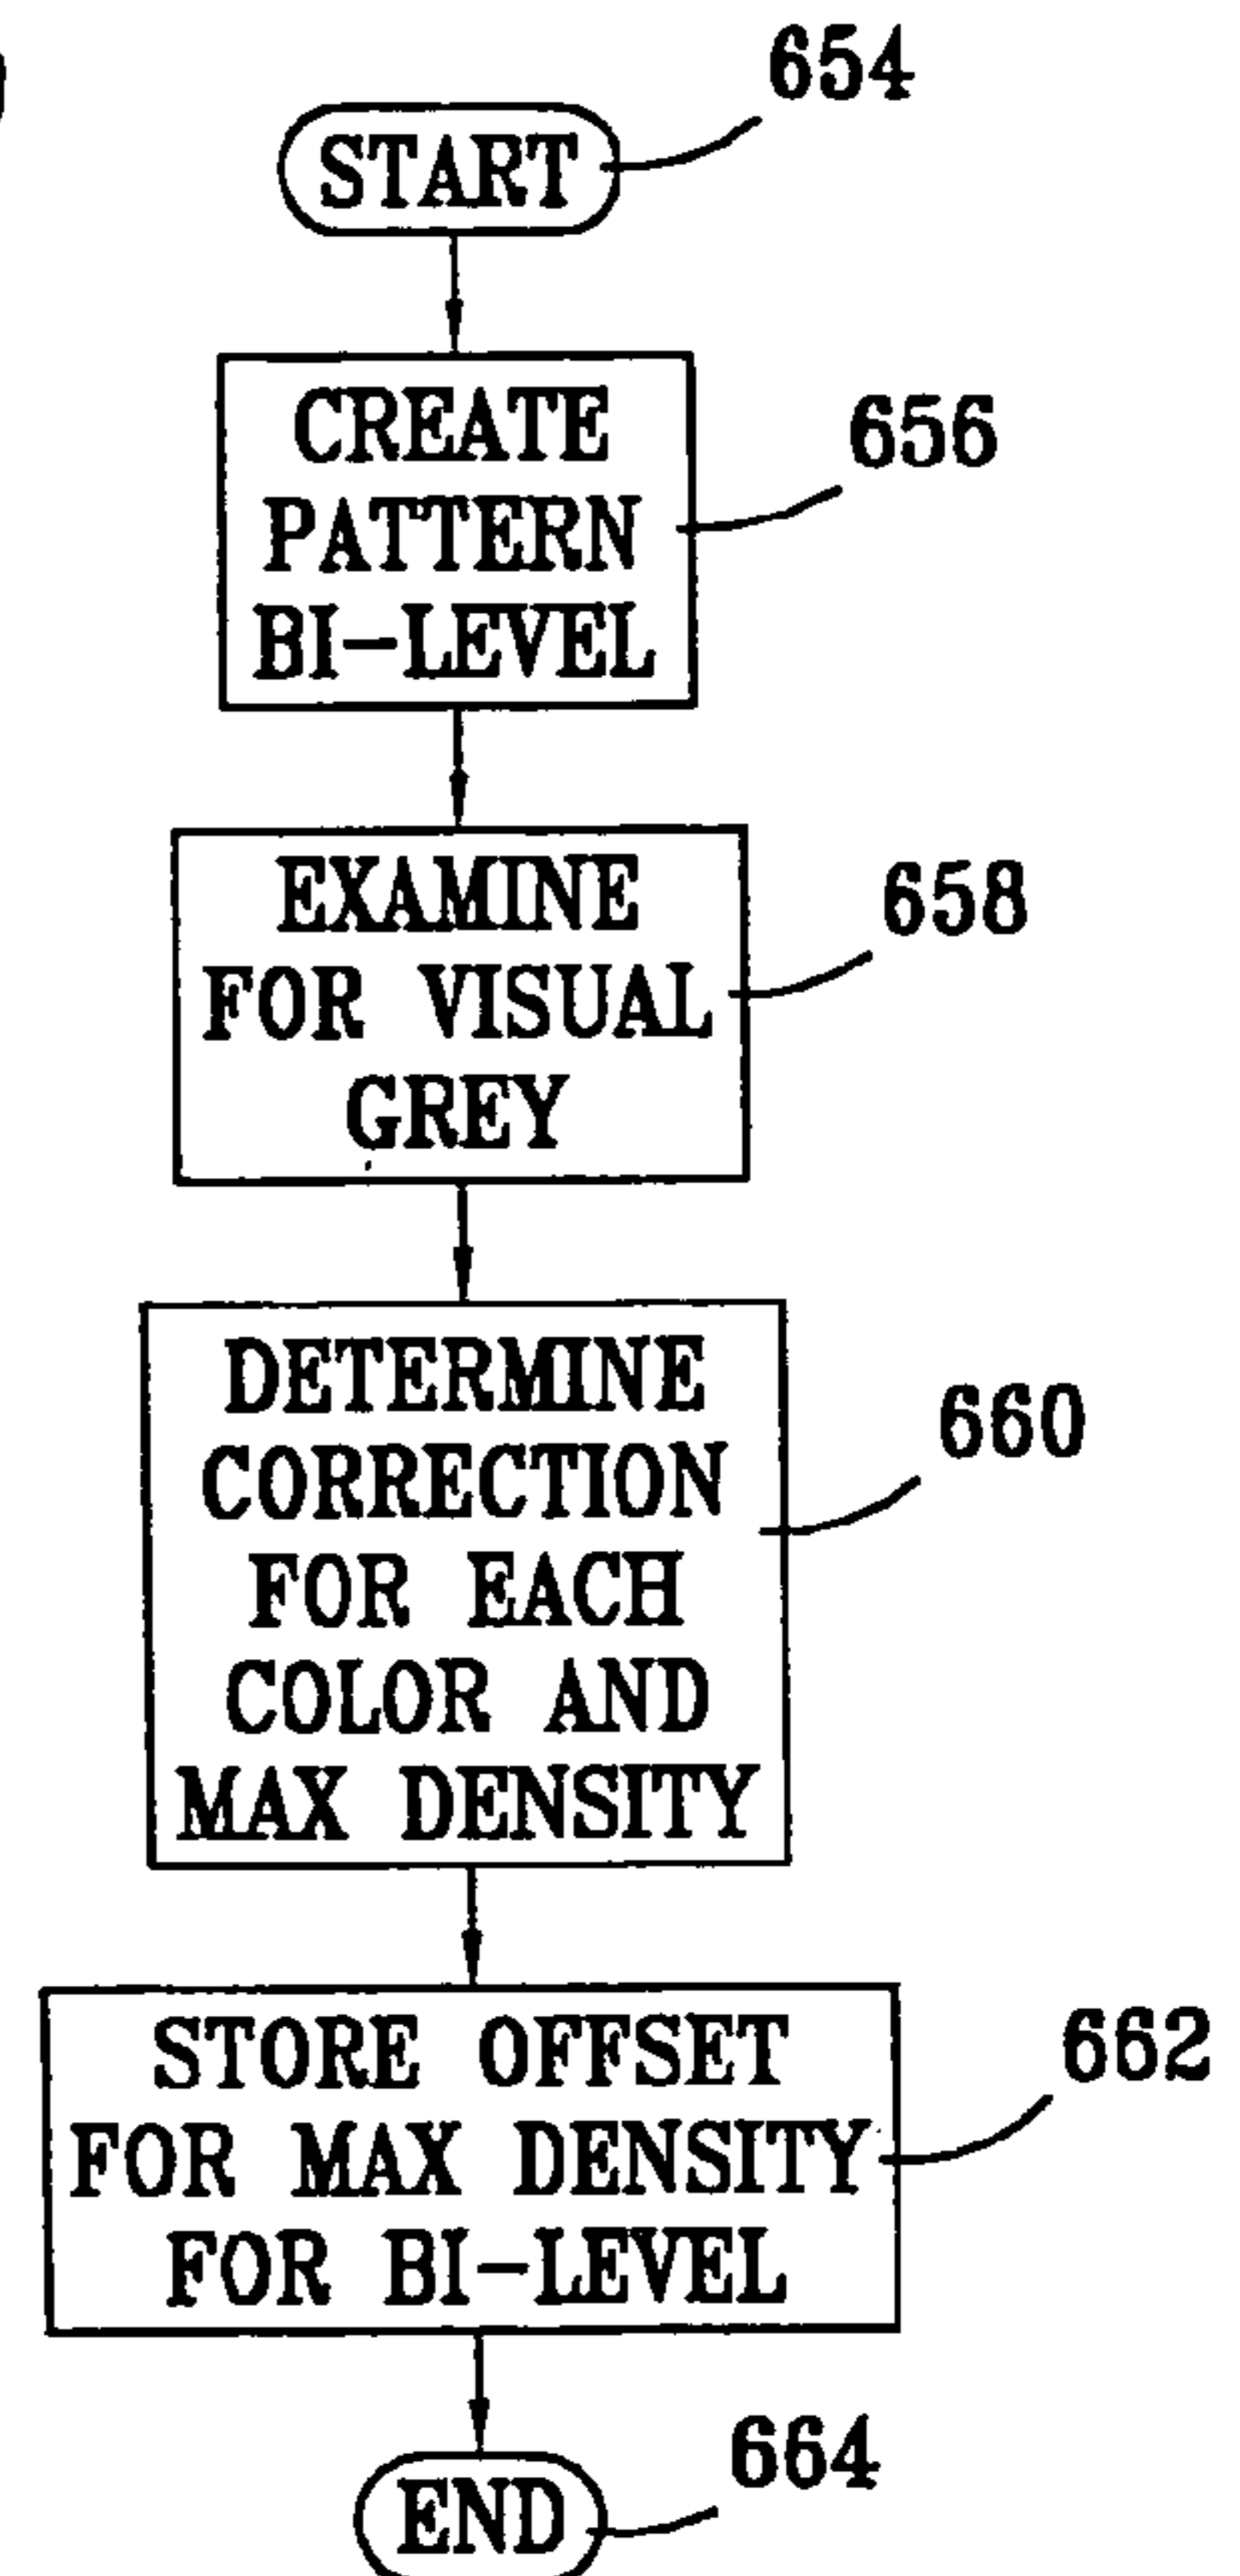 654
START
CREATE
PATTERN
BI-LEVEL
656
EXAMINE
FOR VISUAL
GREY
658
DETERMINE
CORRECTION
FOR EACH
COLOR AND
MAX DENSITY
660
STORE OFFSET
FOR MAX DENSITY
FOR BI-LEVEL
662
END
664